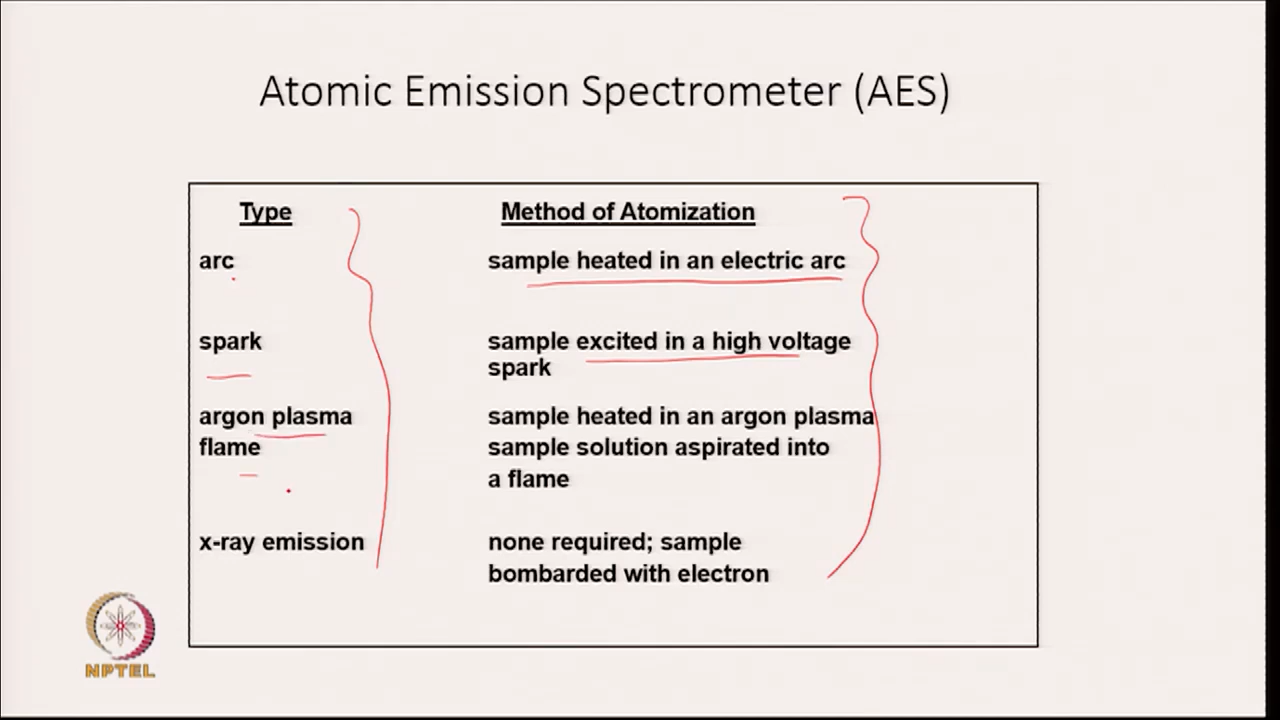 Atomic Emission Spectrometer (AES)
Type Method of Atomization
arc sample heated in an electric arc
spark sample excited in a high voltage
spark
argon plasma sample heated in an argon plasma
flame sample solution aspirated into
a flame
x-ray emission none required; sample
bombarded with electron
NPTEL